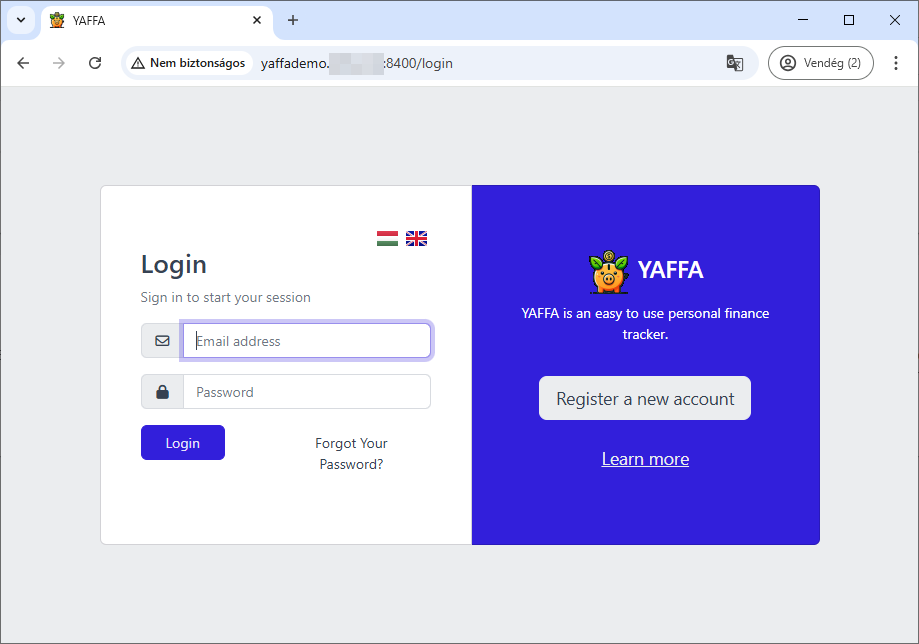 YAFFA
Nem biztonságos
yaffademo.
:8400/login
Vendég (2)
Login
Sign in to start your session
Email address
Password
Login
Forgot Your
Password?
YAFFA
YAFFA is an easy to use personal finance
tracker.
Register a new account
Learn more